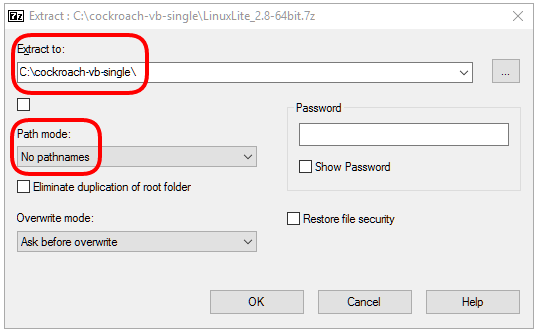 7z Extract : C:\cockroach-vb-single\LinuxLite_2.8-64bit.7z
Extract to:
C:\cockroach-vb-single\
...
Password
Path mode:
No pathnames
Show Password
Eliminate duplication of root folder
Overwrite mode:
Restore file security
Ask before overwrite
OK Cancel Help